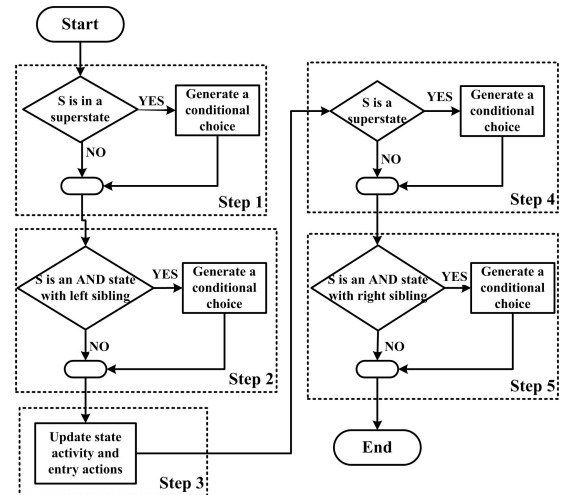 Start
S is in a
superstate
YES
Generate a
conditional
choice
NO
Step 1
S is an AND state
with left sibling
YES
Generate a
conditional
choice
NO
Step 2
Update state
activity and
entry actions
Step 3
S is a
superstate
YES
Generate a
conditional
choice
NO
Step 4
S is an AND state
with right sibling
YES
Generate a
conditional
choice
NO
Step 5
End